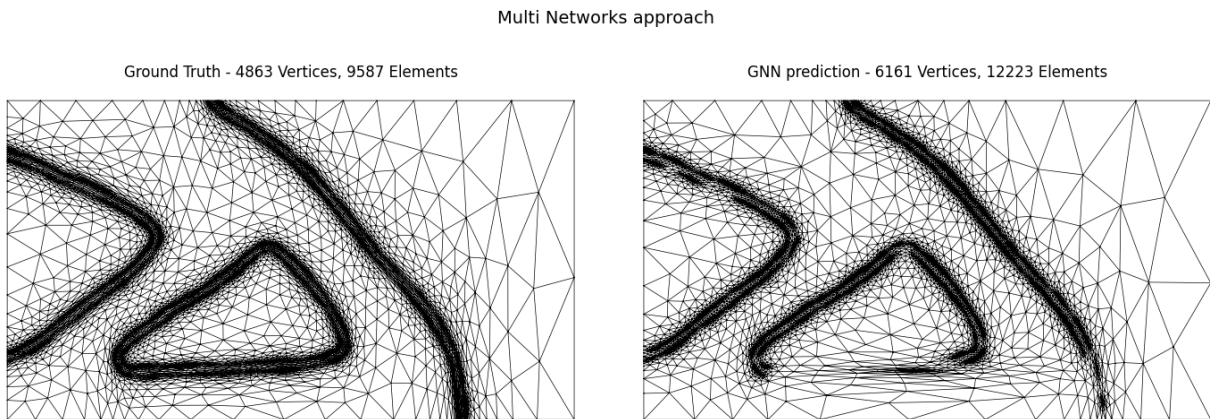 Multi Networks approach
Ground Truth - 4863 Vertices, 9587 Elements
GNN prediction - 6161 Vertices, 12223 Elements